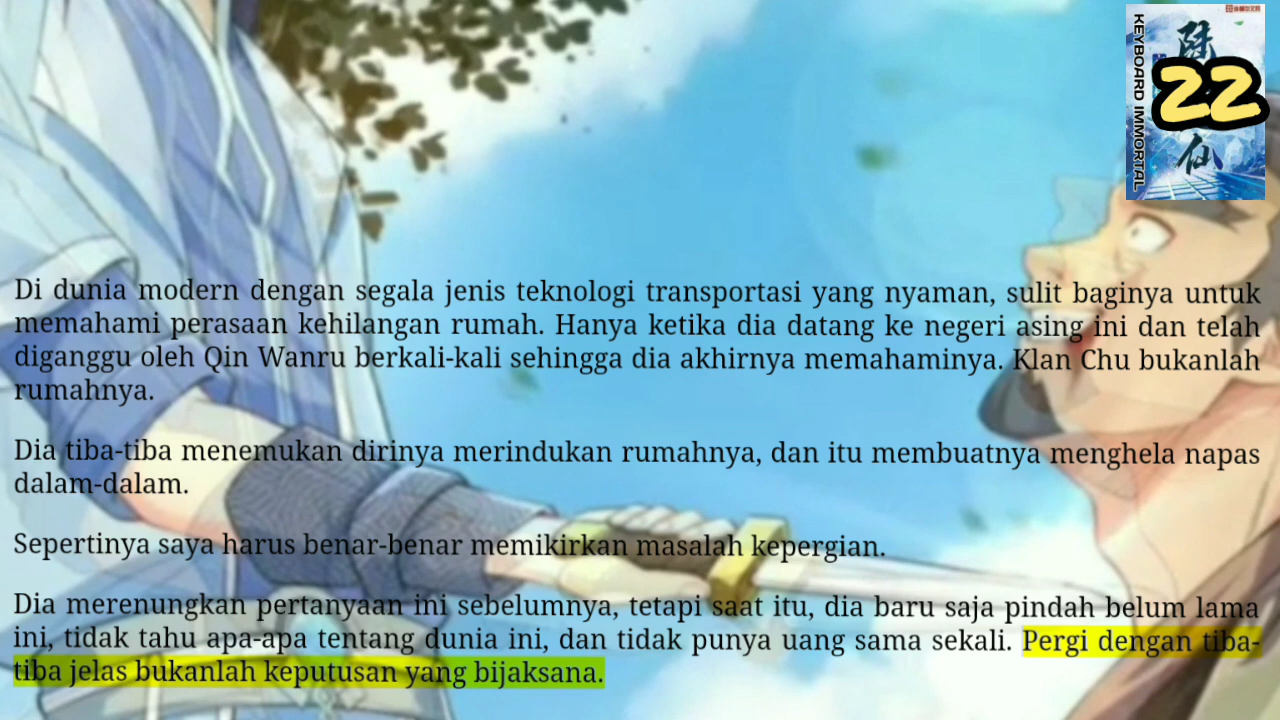 陆
仙
KEYBOARD IMMORTAL
22
Di dunia modern dengan segala jenis teknologi transportasi yang nyaman, sulit baginya untuk
memahami perasaan kehilangan rumah. Hanya ketika dia datang ke negeri asing ini dan telah
diganggu oleh Qin Wanru berkali-kali sehingga dia akhirnya memahaminya. Klan Chu bukanlah
rumahnya.
Dia tiba-tiba menemukan dirinya merindukan rumahnya, dan itu membuatnya menghela napas
dalam-dalam.
Sepertinya saya harus benar-benar memikirkan masalah kepergian.
Dia merenungkan pertanyaan ini sebelumnya, tetapi saat itu, dia baru saja pindah belum lama
ini, tidak tahu apa-apa tentang dunia ini, dan tidak punya uang sama sekali. Pergi dengan tiba-
tiba jelas bukanlah keputusan yang bijaksana.